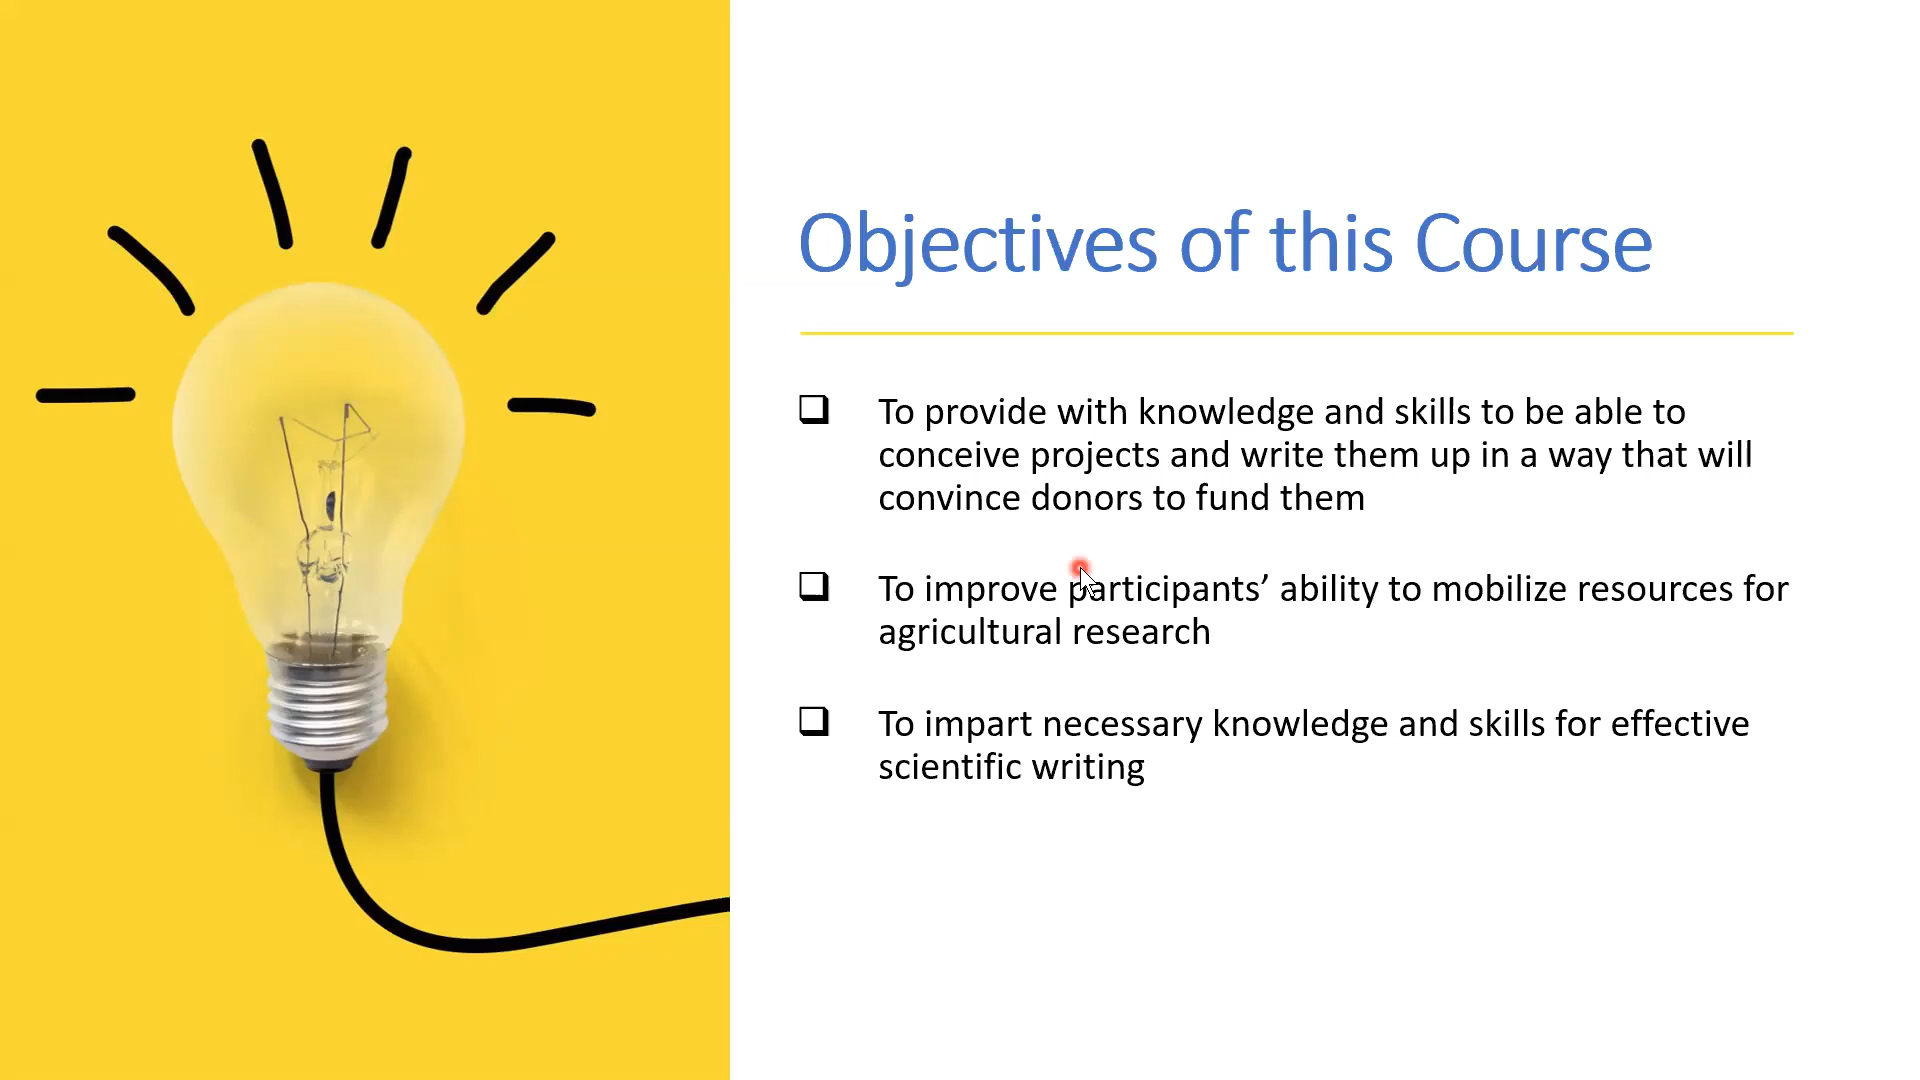 Objectives of this Course
To provide with knowledge and skills to be able to
conceive projects and write them up in a way that will
convince donors to fund them
To improve participants’ ability to mobilize resources for
agricultural research
To impart necessary knowledge and skills for effective
scientific writing